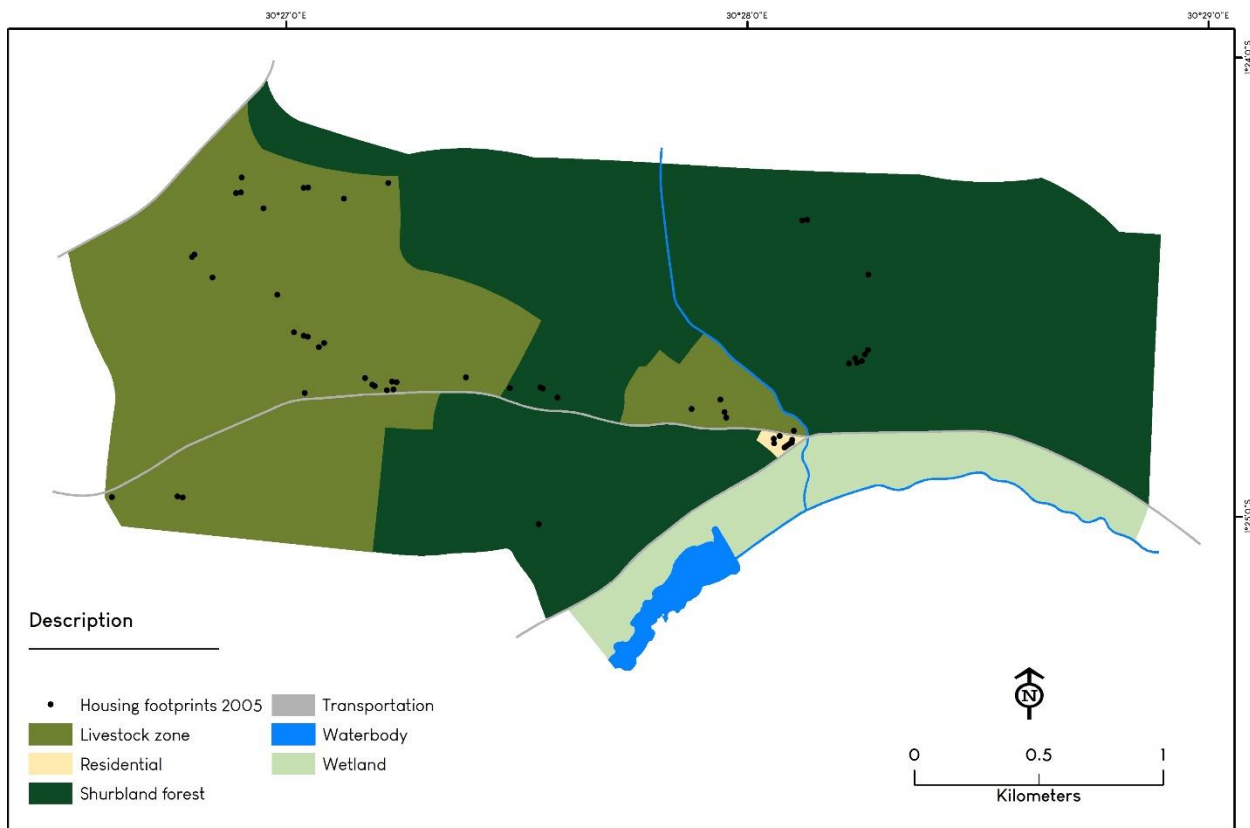 30°27'0"E 30°28'0"E 30°29'0"E
1°24'0"S
1°25'0"S
Description
Housing footprints 2005 Transportation
Livestock zone Waterbody
Residential Wetland
Shurbland forest
N
0 0.5 1
Kilometers